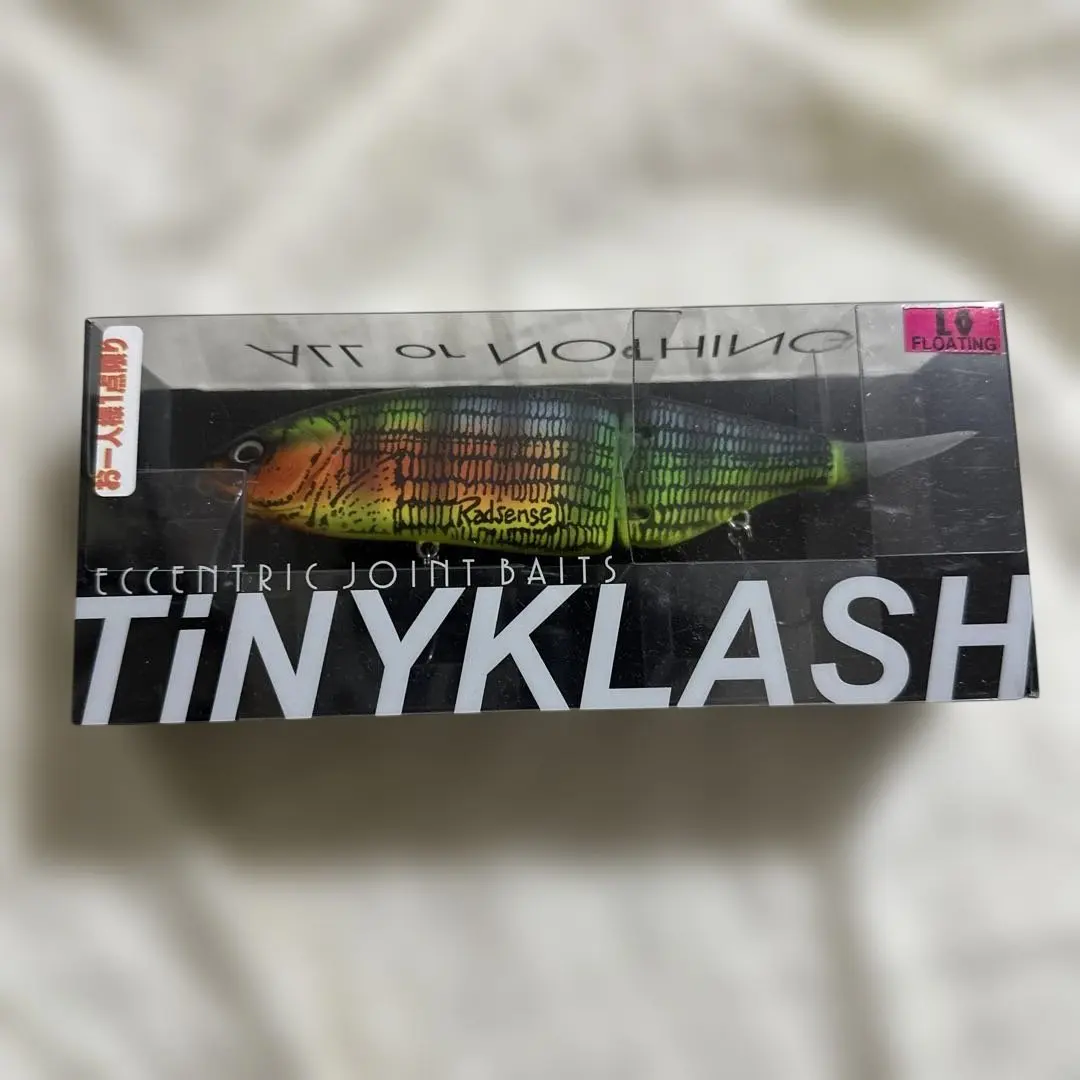 お一人様1点限り
ALL or NOTHING
LO
FLOATING
Radsense
ECCENTRIC JOINT BAITS
TiNYKLASH